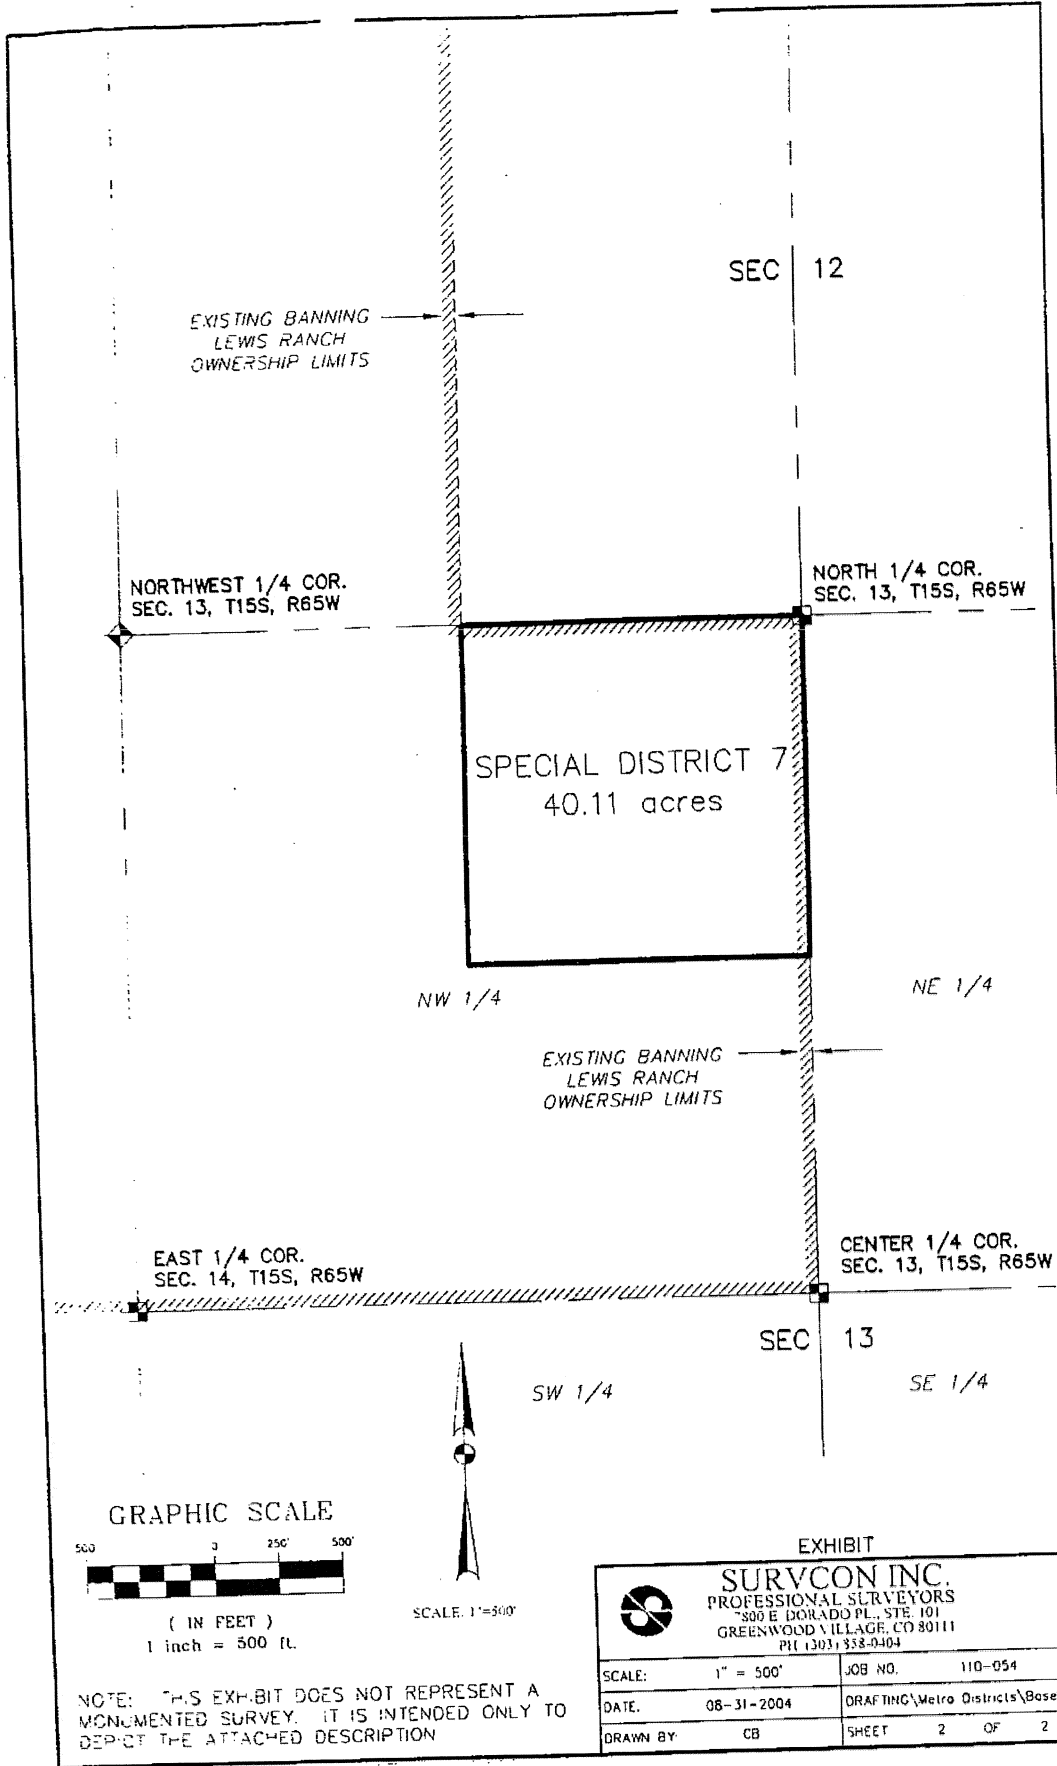 SEC 12
EXISTING BANNING
LEWIS RANCH
OWNERSHIP LIMITS
NORTHWEST 1/4 COR.
SEC. 13, T15S, R65W
NORTH 1/4 COR.
SEC. 13, T15S, R65W
SPECIAL DISTRICT 7
40.11 acres
NW 1/4
NE 1/4
EXISTING BANNING
LEWIS RANCH
OWNERSHIP LIMITS
EAST 1/4 COR.
SEC. 14, T15S, R65W
CENTER 1/4 COR.
SEC. 13, T15S, R65W
SEC 13
SW 1/4
SE 1/4
GRAPHIC SCALE
500 0 250' 500'
( IN FEET )
1 inch = 500 ft.
SCALE: 1"=500'
NOTE: THIS EXHIBIT DOES NOT REPRESENT A
MONUMENTED SURVEY. IT IS INTENDED ONLY TO
DEPICT THE ATTACHED DESCRIPTION
EXHIBIT
SURVCON INC.
PROFESSIONAL SURVEYORS
E DORADO PL., STE. 101
GREENWOOD VILLAGE, CO 80111
PH (303)
SCALE: 1" = 500' JOB NO. 110-054
DATE. 08-31-2004 DRAFTING\Metro Districts\Base
DRAWN BY: CB SHEET 2 OF 2